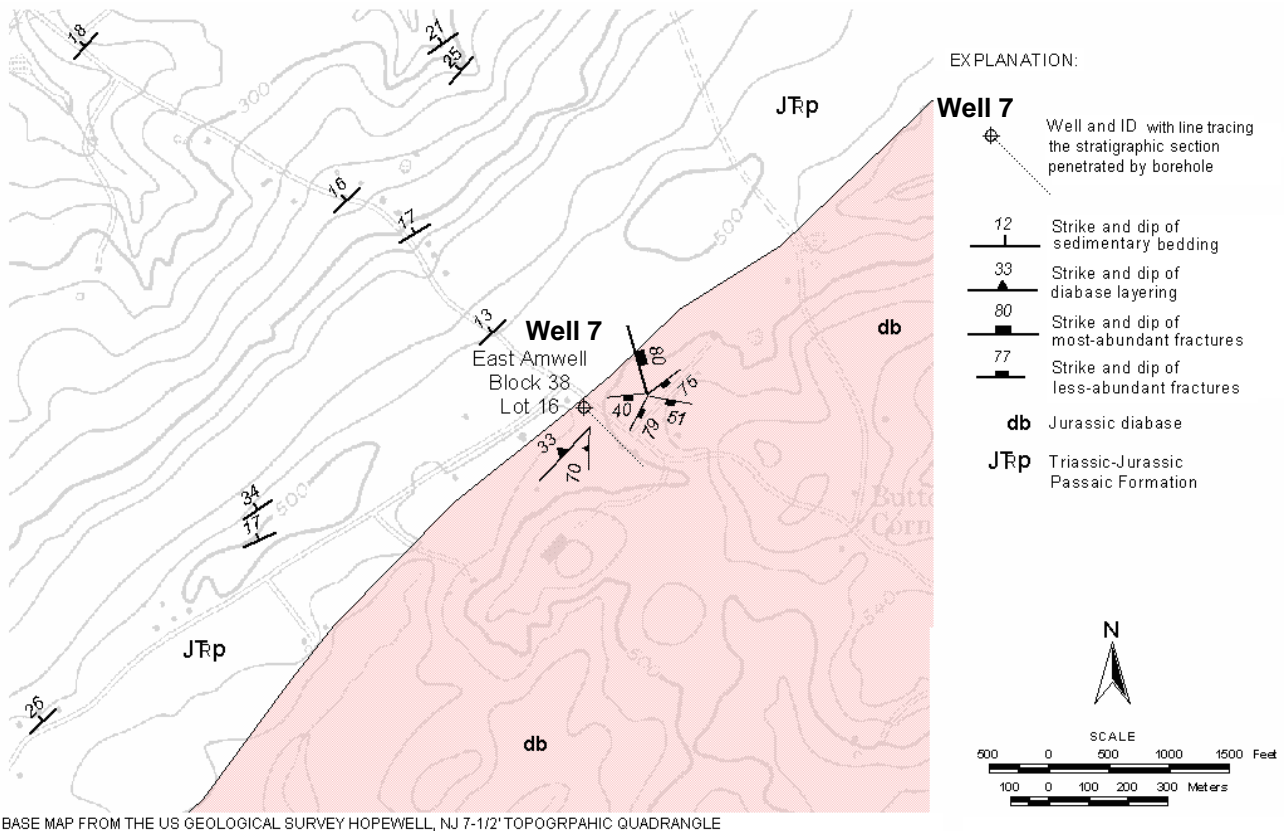 18
21
25
300
JTRp
500
16
17
13
Well 7
East Amwell
Block 38
Lot 16
80
76
40
51
79
33
70
db
34
17
500
JTRp
26
db
500
EXPLANATION:
Well 7
Well and ID with line tracing
the stratigraphic section
penetrated by borehole
12
Strike and dip of
sedimentary bedding
33
Strike and dip of
diabase layering
80
Strike and dip of
most-abundant fractures
77
Strike and dip of
less-abundant fractures
db Jurassic diabase
JTRp Triassic-Jurassic
Passaic Formation
N
SCALE
500 0 500 1000 1500 Feet
100 0 100 200 300 Meters
BASE MAP FROM THE US GEOLOGICAL SURVEY HOPEWELL, NJ 7-1/2' TOPOGRPAHIC QUADRANGLE